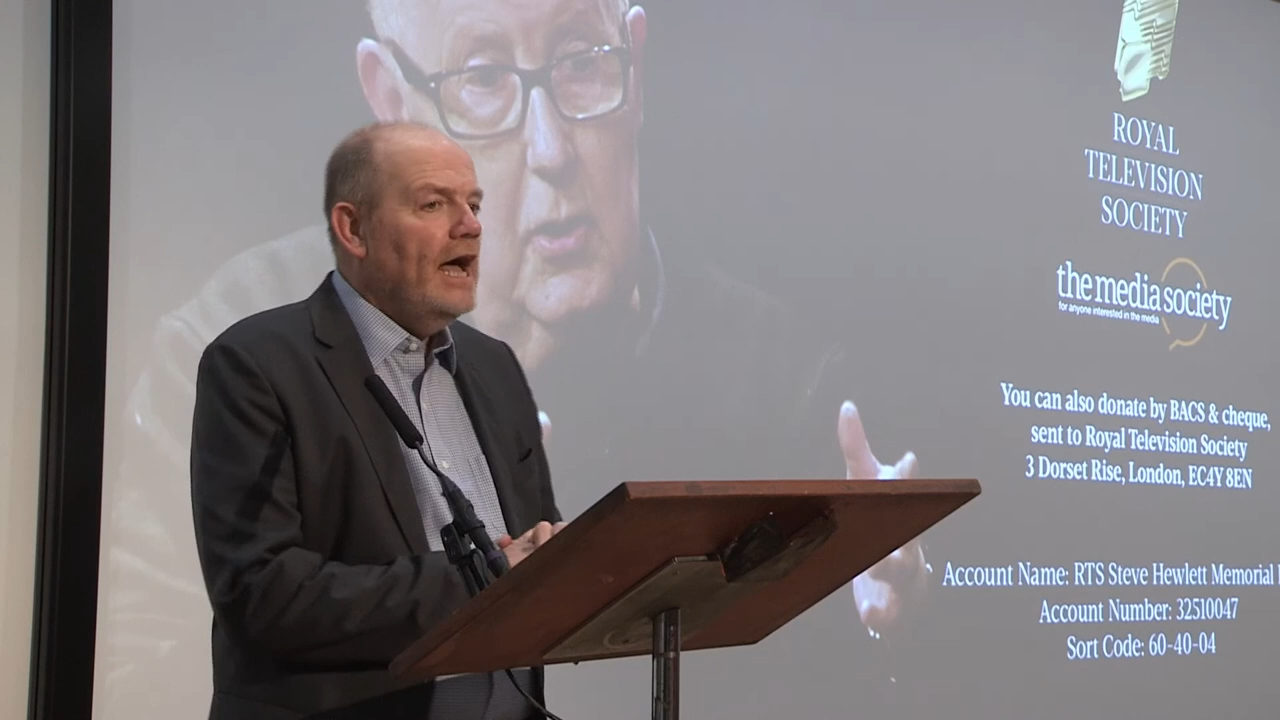 ROYAL
TELEVISION
SOCIETY
the media society
for anyone interested in the media
You can also donate by BACS & cheque,
sent to Royal Television Society
3 Dorset Rise, London, EC4Y 8EN
Account Name: RTS Steve Hewlett Memorial
Account Number: 32510047
Sort Code: 60-40-04